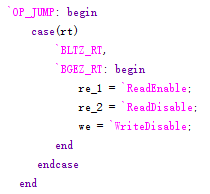 `OP_JUMP: begin
case(rt)
`BLTZ_RT,
`BGEZ_RT: begin
re_1 = `ReadEnable;
re_2 = `ReadDisable;
we = `WriteDisable;
end
endcase
end